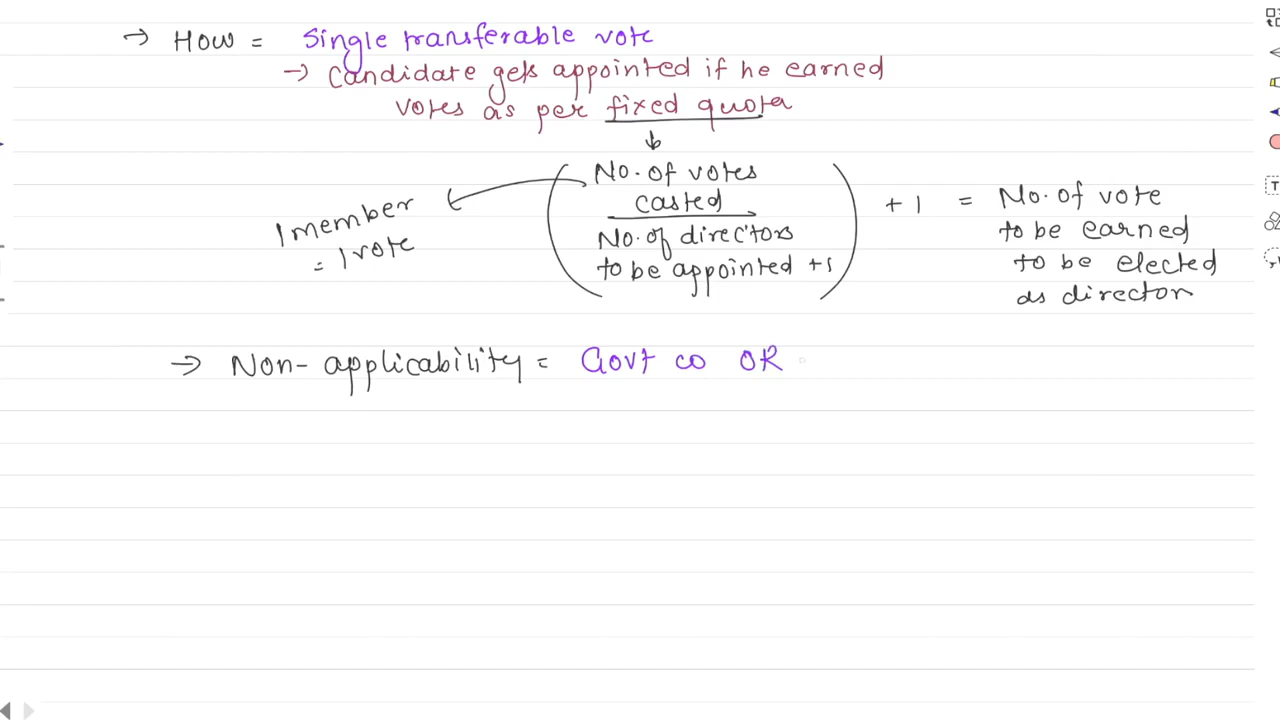 → How = Single transferable vote
→ Candidate gets appointed if he earned
votes as per fixed quota
No. of votes
casted
No. of directors
to be appointed +1
+ 1 = No. of vote
to be earned
to be elected
as director
1 member
= 1 vote
→ Non-applicability = Govt co OR